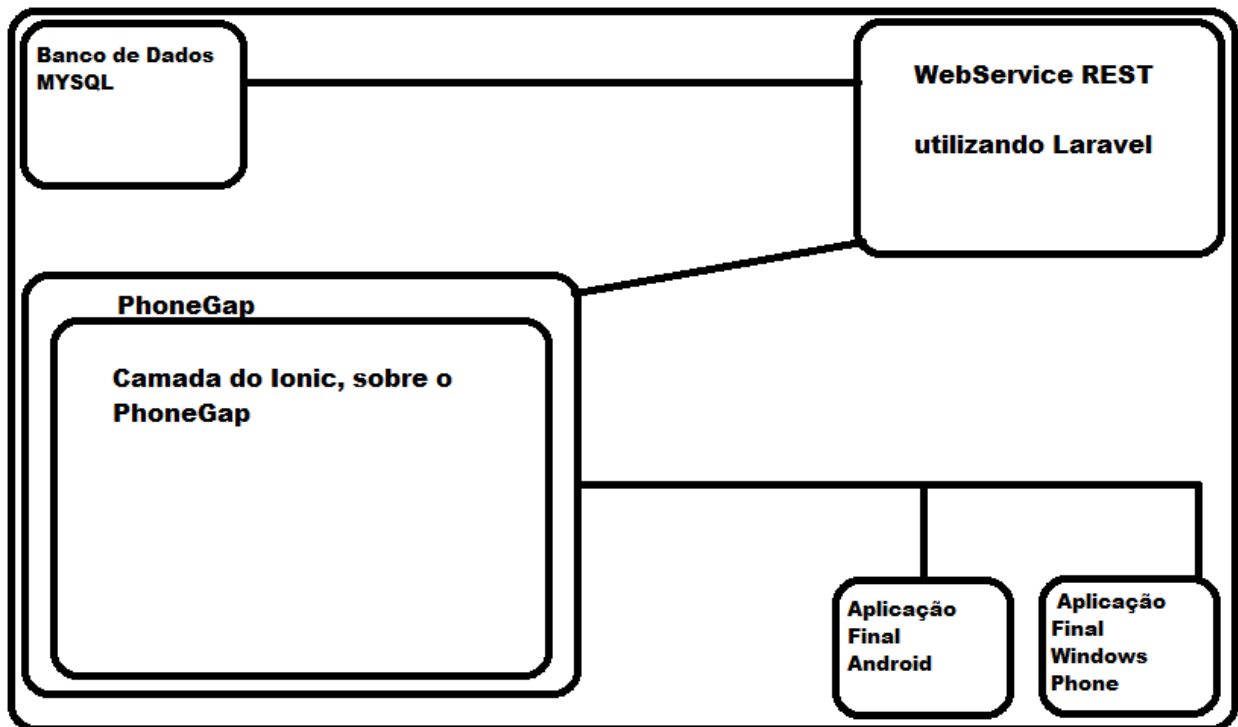 Banco de Dados
MYSQL
WebService REST
utilizando Laravel
PhoneGap
Camada do Ionic, sobre o
PhoneGap
Aplicação
Final
Android
Aplicação
Final
Windows
Phone